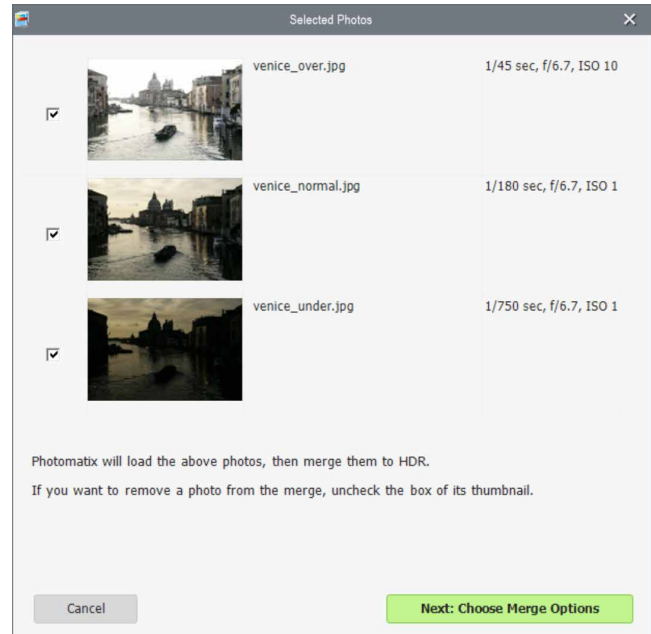 Selected Photos
venice_over.jpg 1/45 sec, f/6.7, ISO 10
venice_normal.jpg 1/180 sec, f/6.7, ISO 1
venice_under.jpg 1/750 sec, f/6.7, ISO 1
Photomatix will load the above photos, then merge them to HDR.
If you want to remove a photo from the merge, uncheck the box of its thumbnail.
Cancel Next: Choose Merge Options